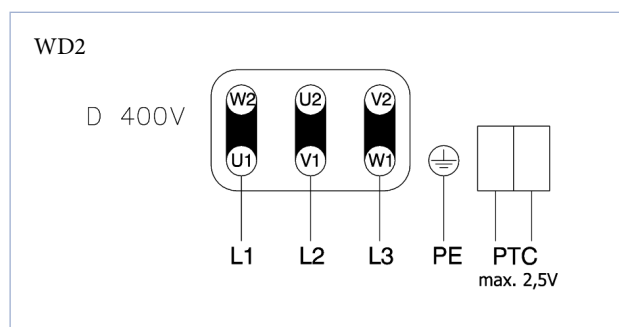 WD2
D 400V
W2 U2 V2
U1 V1 W1
L1 L2 L3 PE PTC
max. 2,5V